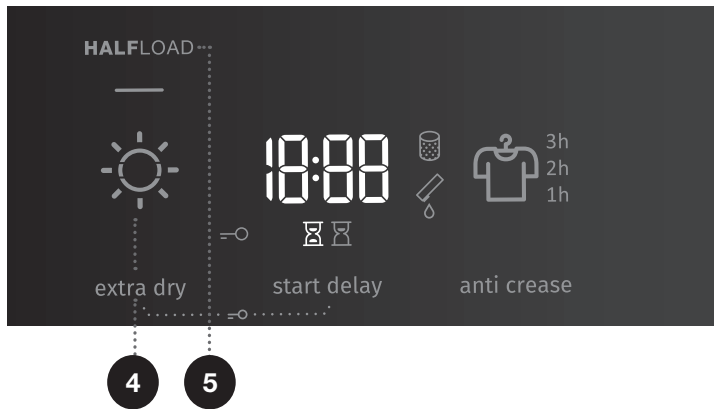 HALFLOAD
18:88
3h
2h
1h
extra dry
start delay
anti crease
4
5